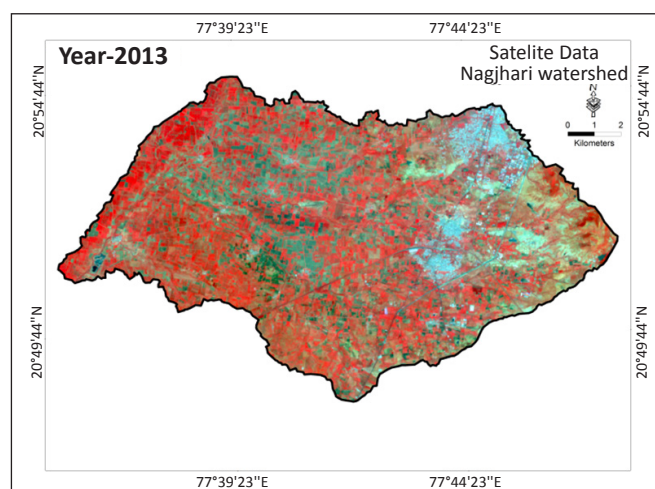 77°39'23''E 77°44'23''E
Year-2013
Satelite Data
Nagjhari watershed
N
0 1 2
Kilometers
20°54'44''N 20°54'44''N
20°49'44''N 20°49'44''N
77°39'23''E 77°44'23''E